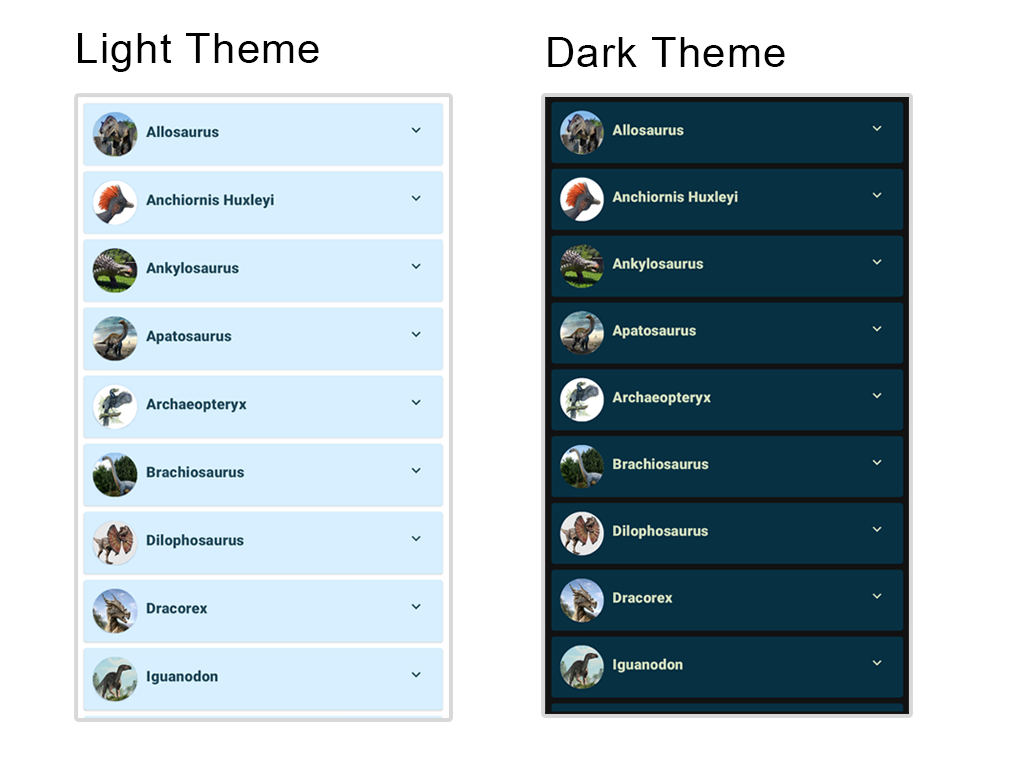 Light Theme
Allosaurus
Anchiornis Huxleyi
Ankylosaurus
Apatosaurus
Archaeopteryx
Brachiosaurus
Dilophosaurus
Dracorex
Iguanodon
Dark Theme
Allosaurus
Anchiornis Huxleyi
Ankylosaurus
Apatosaurus
Archaeopteryx
Brachiosaurus
Dilophosaurus
Dracorex
Iguanodon